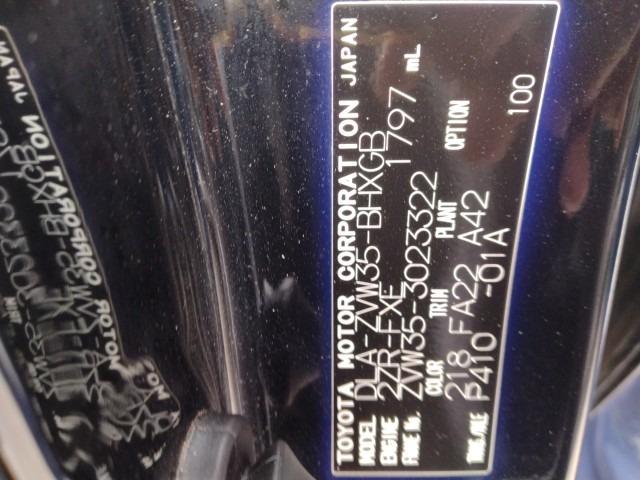 TOYOTA MOTOR CORPORATION JAPAN
MODEL DLA-ZVW35-BHXGB
ENGINE 2ZR-FXE 1797 mL
FRAME No. ZVW35-3023322
COLOR TRIM PLANT OPTION
218 FA22 A42
TNS/AXLE P410 -01A 100